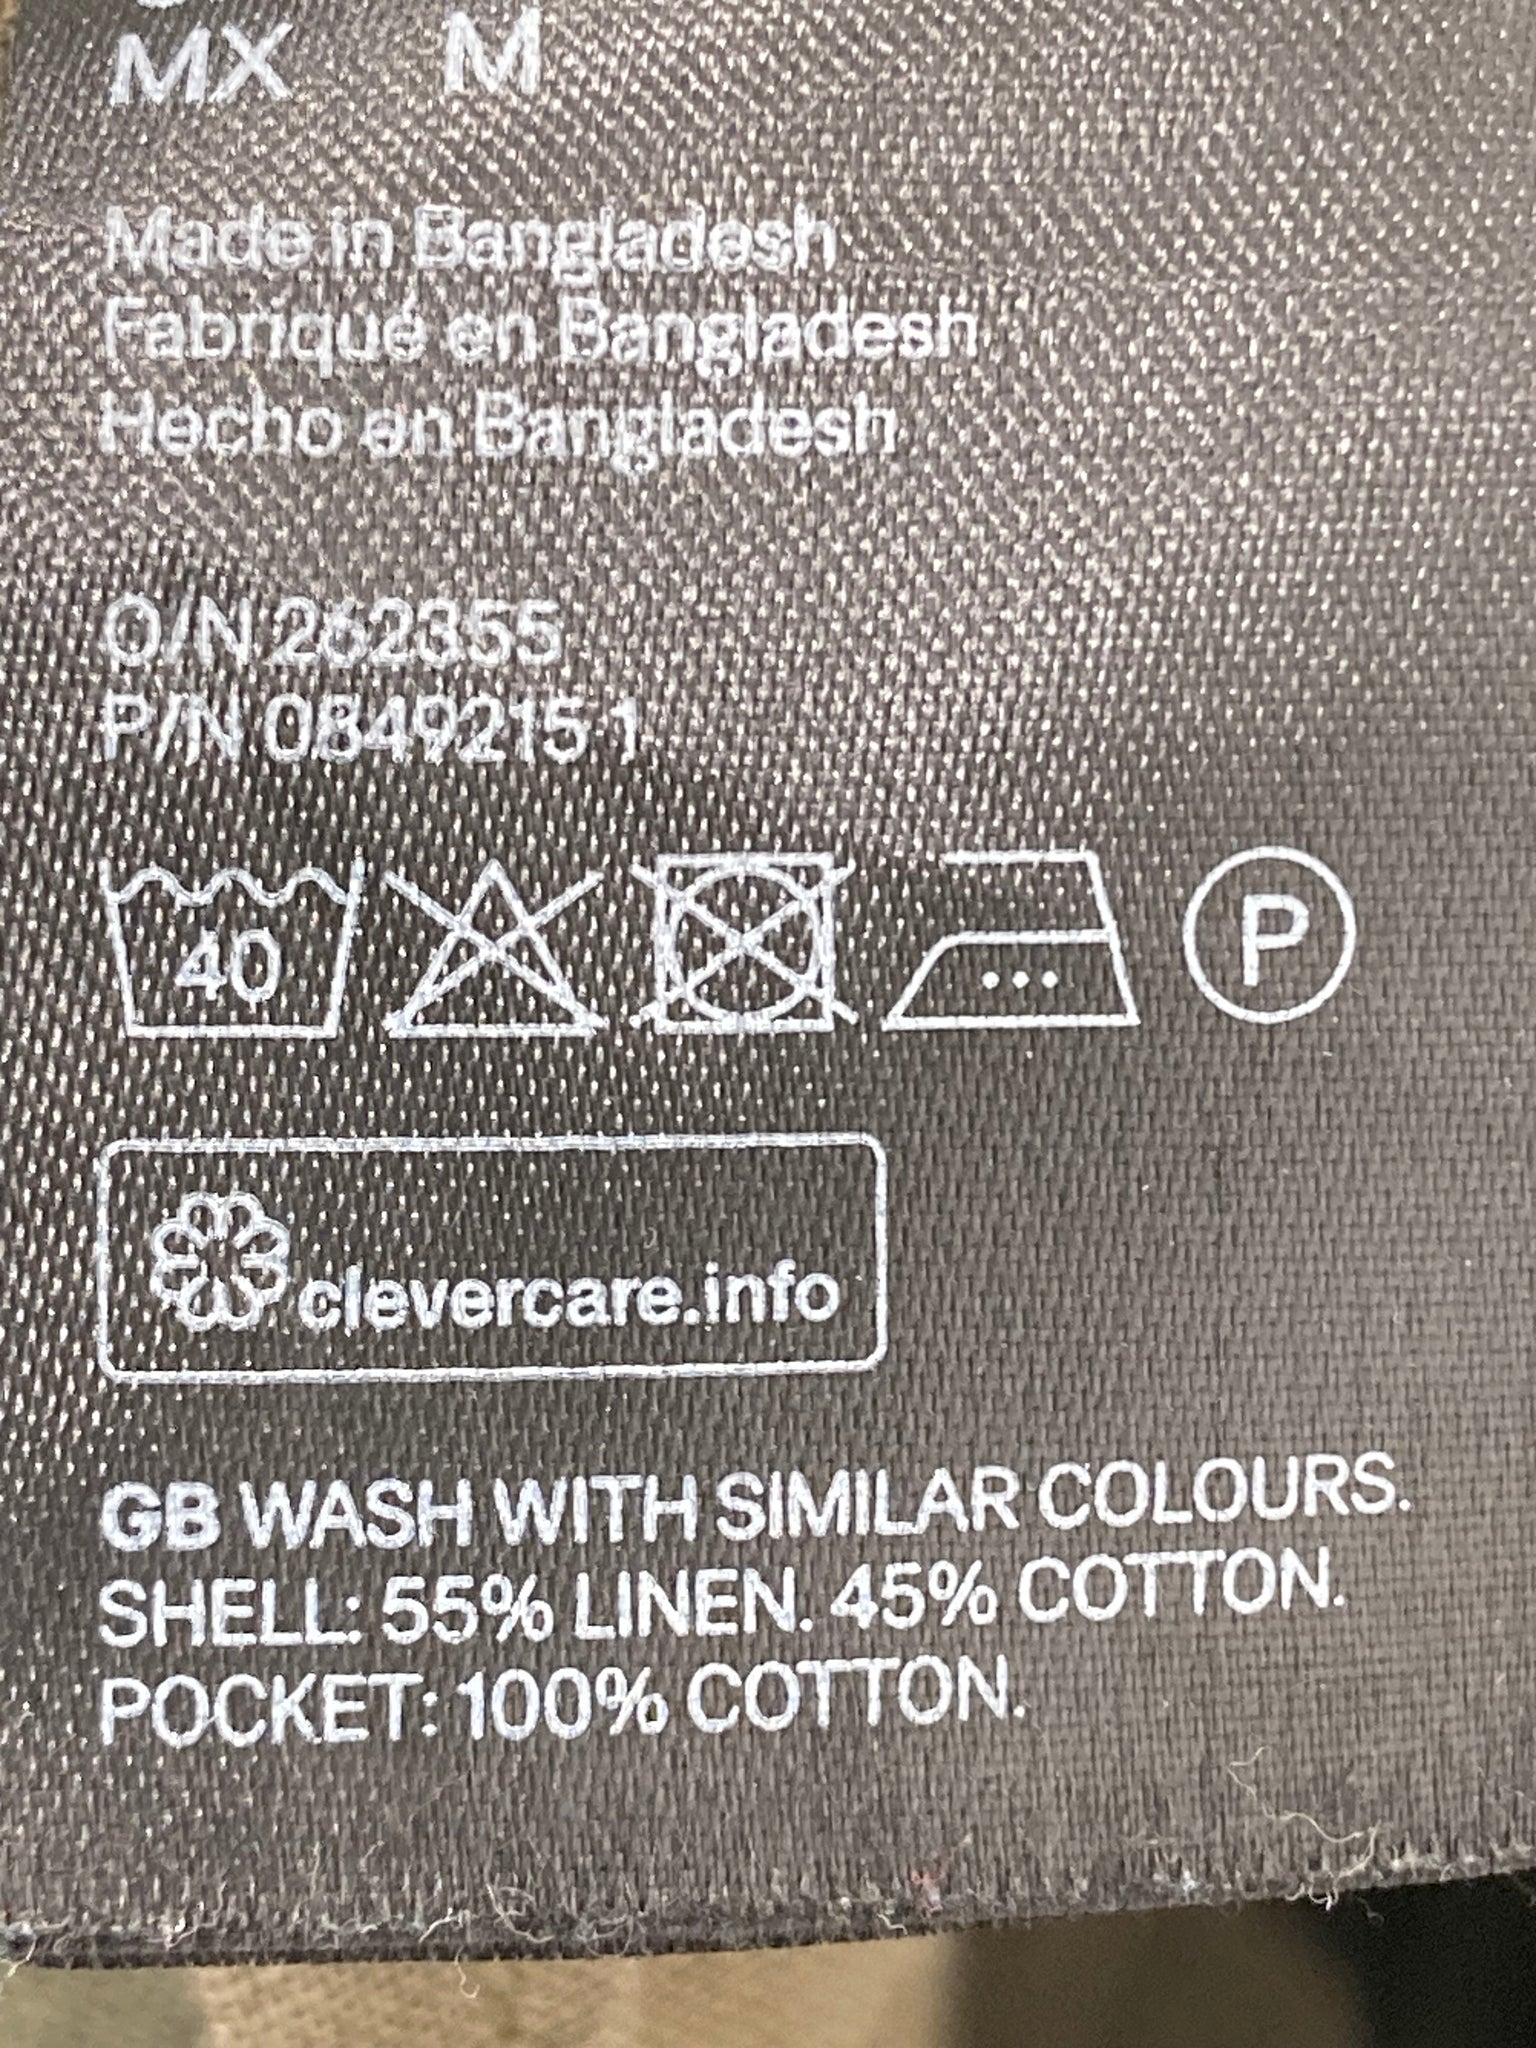 MX M
Made in Bangladesh
Fabriqué en Bangladesh
Hecho en Bangladesh
O/N 262355
P/N 0849215 1
40 P
clevercare.info
GB WASH WITH SIMILAR COLOURS.
SHELL: 55% LINEN. 45% COTTON.
POCKET: 100% COTTON.